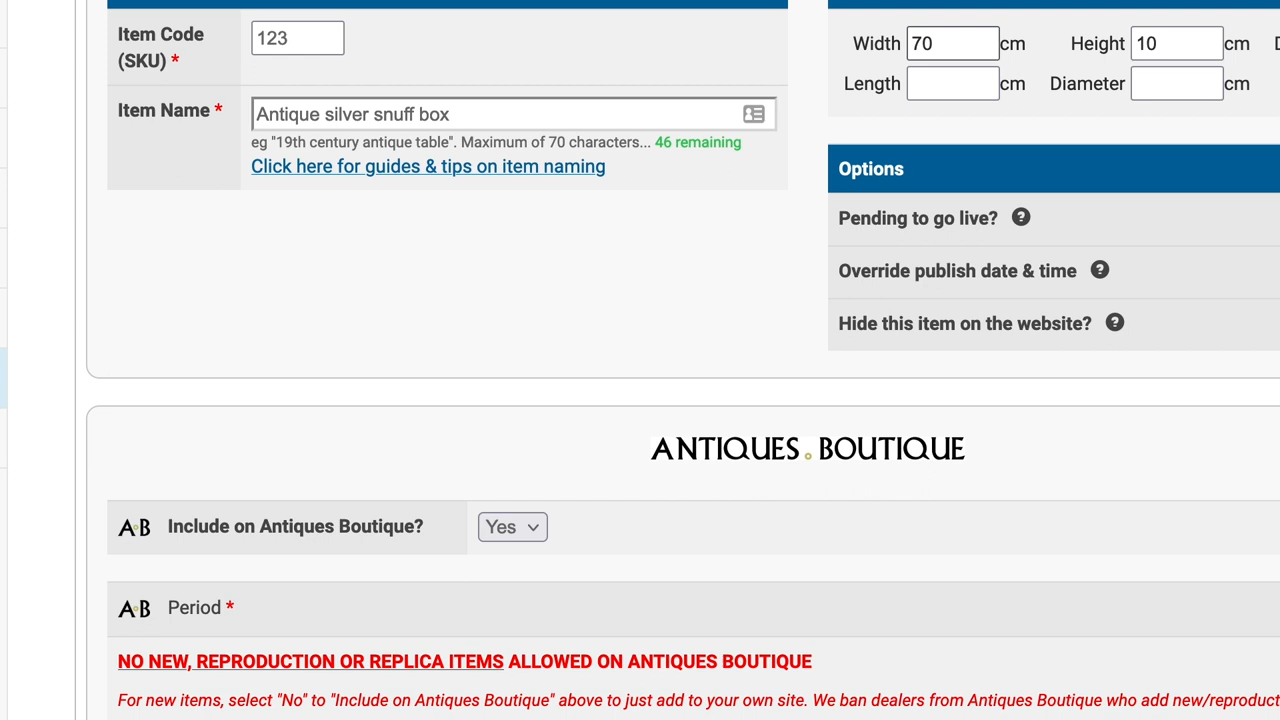 Item Code
(SKU) *
123
Item Name *
Antique silver snuff box
eg "19th century antique table". Maximum of 70 characters... 46 remaining
Click here for guides & tips on item naming
Width 70 cm Height 10 cm D
Length cm Diameter cm
Options
Pending to go live? ?
Override publish date & time ?
Hide this item on the website? ?
ANTIQUES BOUTIQUE
A B Include on Antiques Boutique? Yes
A B Period *
NO NEW, REPRODUCTION OR REPLICA ITEMS ALLOWED ON ANTIQUES BOUTIQUE
For new items, select "No" to "Include on Antiques Boutique" above to just add to your own site. We ban dealers from Antiques Boutique who add new/reproduct